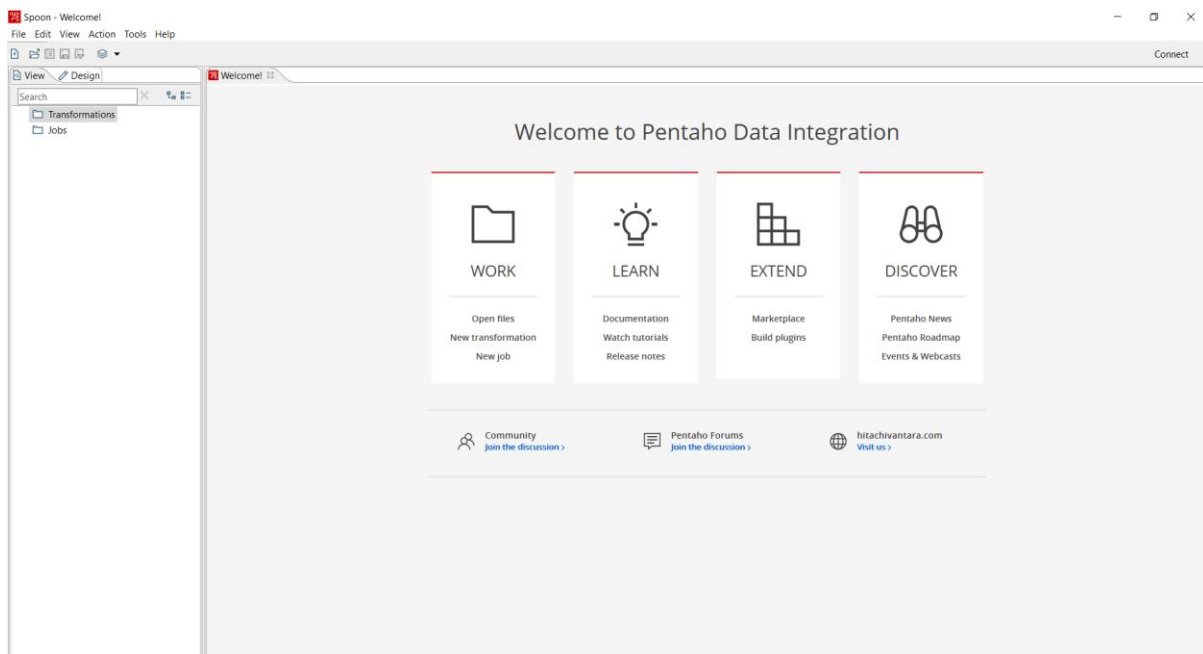 Spoon - Welcome!
File Edit View Action Tools Help
Connect
View Design
Welcome!
Search
Transformations
Jobs
Welcome to Pentaho Data Integration
WORK
Open files
New transformation
New job
LEARN
Documentation
Watch tutorials
Release notes
EXTEND
Marketplace
Build plugins
DISCOVER
Pentaho News
Pentaho Roadmap
Events & Webcasts
Community
Join the discussion >
Pentaho Forums
Join the discussion >
hitachivantara.com
Visit us >